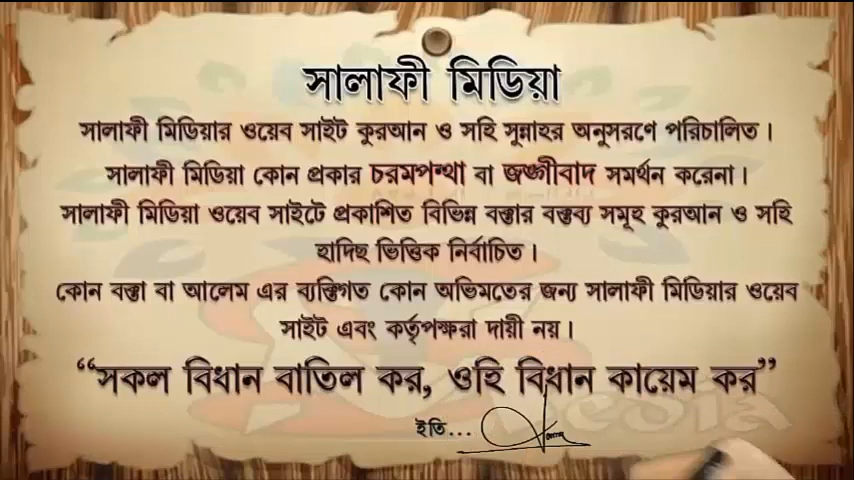 সালাফী মিডিয়া
সালাফী মিডিয়ার ওয়েব সাইট কুরআন ও সহি সুন্নাহর অনুসরণে পরিচালিত।
সালাফী মিডিয়া কোন প্রকার চরমপন্থা বা জঙ্গীবাদ সমর্থন করেনা।
সালাফী মিডিয়া ওয়েব সাইটে প্রকাশিত বিভিন্ন বক্তার বক্তব্য সমূহ কুরআন ও সহি
হাদিছ ভিত্তিক নির্বাচিত।
কোন বক্তা বা আলেম এর ব্যক্তিগত কোন অভিমতের জন্য সালাফী মিডিয়ার ওয়েব
সাইট এবং কর্তৃপক্ষরা দায়ী নয়।
“সকল বিধান বাতিল কর, ওহি বিধান কায়েম কর”
ইতি...